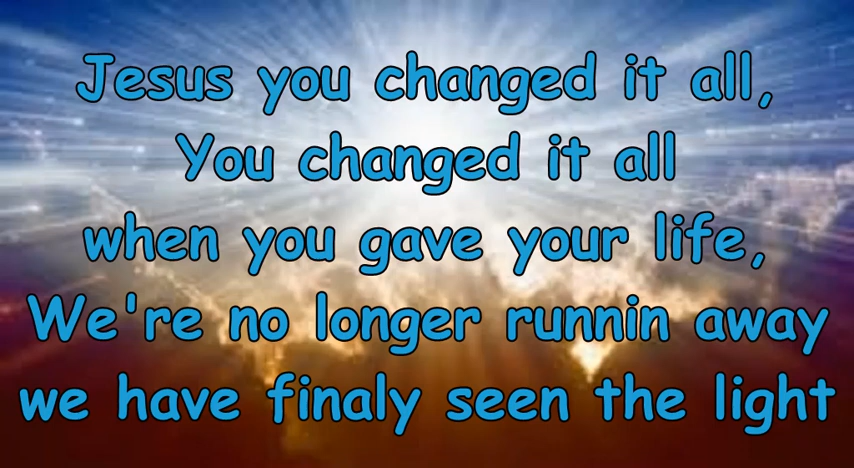 Jesus you changed it all,
You changed it all
when you gave your life,
We're no longer runnin away
we have finaly seen the light